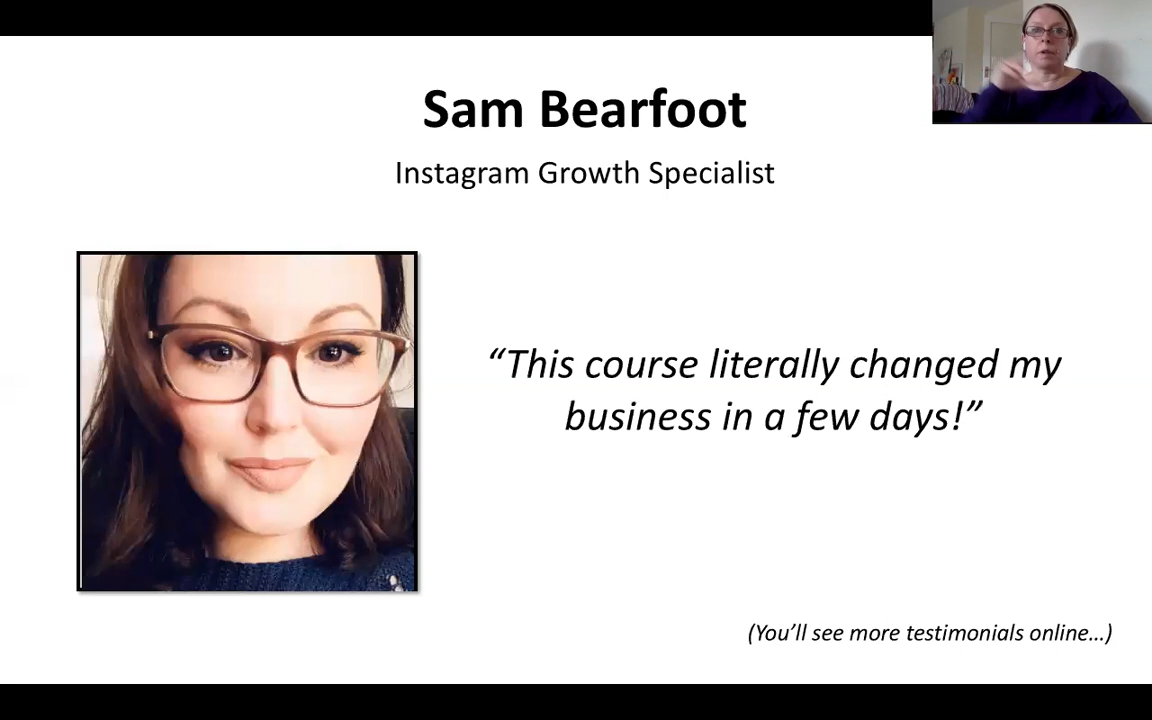 Sam Bearfoot
Instagram Growth Specialist
“This course literally changed my
business in a few days!”
(You’ll see more testimonials online…)